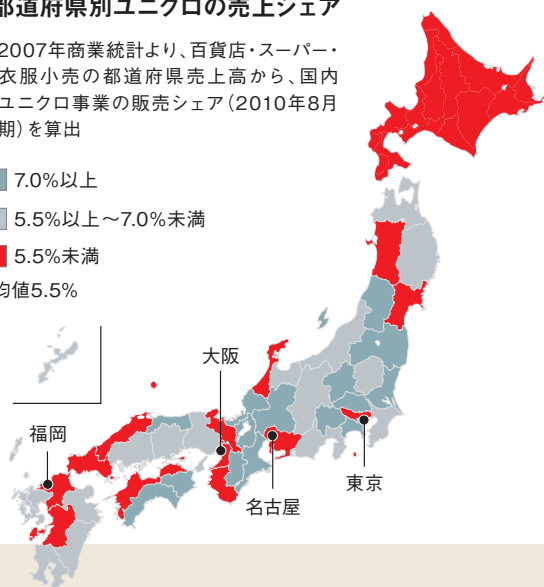 都道府県別ユニクロの売上シェア
2007年商業統計より、百貨店・スーパー・
衣服小売の都道府県売上高から、国内
ユニクロ事業の販売シェア（2010年8月
期）を算出
7.0%以上
5.5%以上～7.0%未満
5.5%未満
均値5.5%
大阪
福岡
東京
名古屋